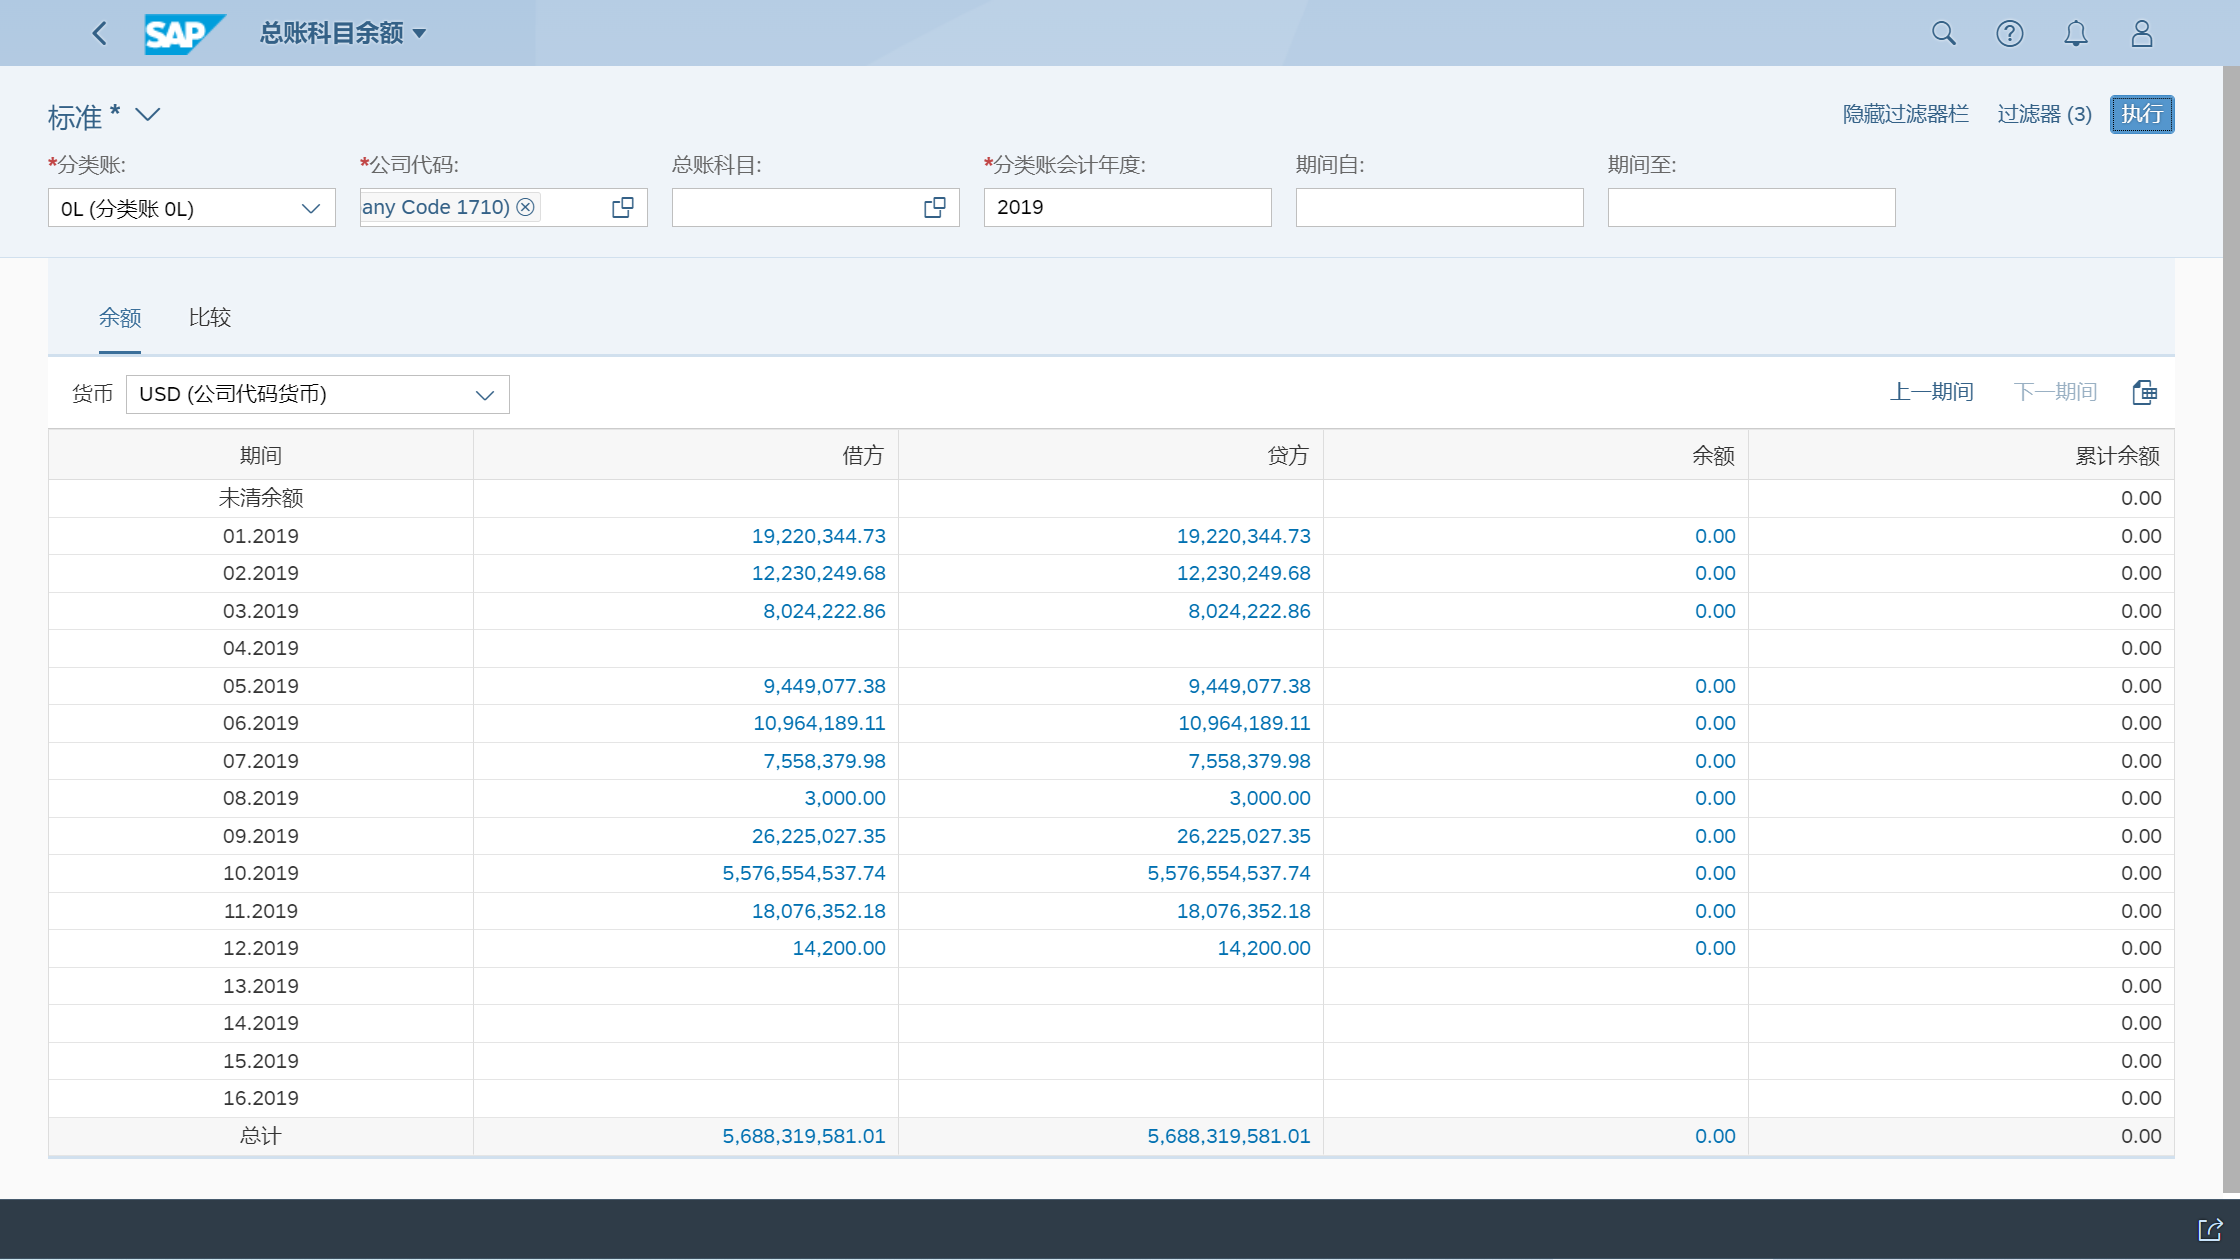 SAP 总账科目余额
标准 *
隐藏过滤器栏 过滤器 (3) 执行
*分类账: *公司代码: 总账科目: *分类账会计年度: 期间自: 期间至:
0L (分类账 0L) any Code 1710) 2019
余额 比较
货币 USD (公司代码货币) 上一期间 下一期间
期间 借方 贷方 余额 累计余额
未清余额 0.00
01.2019 19,220,344.73 19,220,344.73 0.00 0.00
02.2019 12,230,249.68 12,230,249.68 0.00 0.00
03.2019 8,024,222.86 8,024,222.86 0.00 0.00
04.2019 0.00
05.2019 9,449,077.38 9,449,077.38 0.00 0.00
06.2019 10,964,189.11 10,964,189.11 0.00 0.00
07.2019 7,558,379.98 7,558,379.98 0.00 0.00
08.2019 3,000.00 3,000.00 0.00 0.00
09.2019 26,225,027.35 26,225,027.35 0.00 0.00
10.2019 5,576,554,537.74 5,576,554,537.74 0.00 0.00
11.2019 18,076,352.18 18,076,352.18 0.00 0.00
12.2019 14,200.00 14,200.00 0.00 0.00
13.2019 0.00
14.2019 0.00
15.2019 0.00
16.2019 0.00
总计 5,688,319,581.01 5,688,319,581.01 0.00 0.00